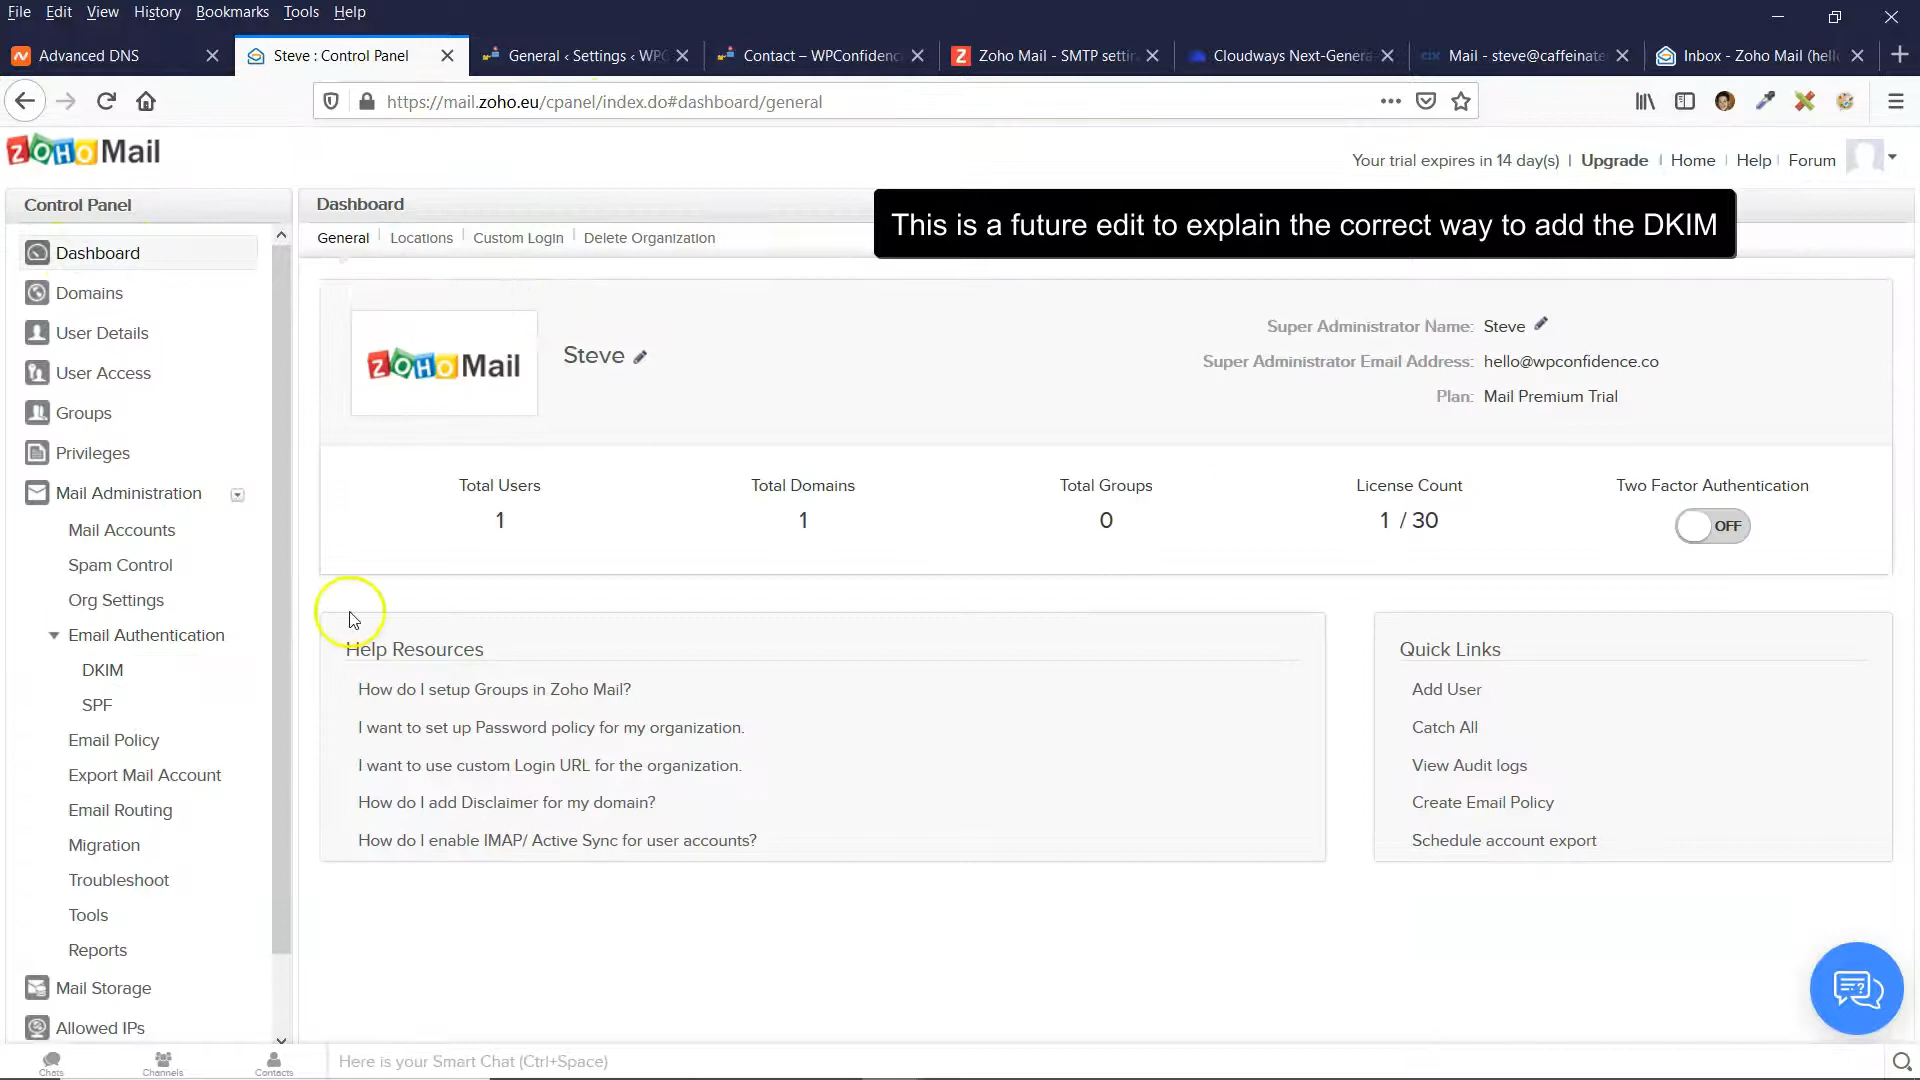 File Edit View History Bookmarks Tools Help
Advanced DNS
Steve : Control Panel
General ‹ Settings ‹ WPC
Contact – WPConfidence
Zoho Mail - SMTP settin
Cloudways Next-Genera
Mail - steve@caffeinate
Inbox - Zoho Mail (hell
https://mail.zoho.eu/cpanel/index.do#dashboard/general
ZOHO Mail
Your trial expires in 14 day(s) | Upgrade | Home | Help | Forum
Control Panel
Dashboard
Domains
User Details
User Access
Groups
Privileges
Mail Administration
Mail Accounts
Spam Control
Org Settings
Email Authentication
DKIM
SPF
Email Policy
Export Mail Account
Email Routing
Migration
Troubleshoot
Tools
Reports
Mail Storage
Allowed IPs
Dashboard
General | Locations | Custom Login | Delete Organization
This is a future edit to explain the correct way to add the DKIM
ZOHO Mail
Steve
Super Administrator Name: Steve
Super Administrator Email Address: hello@wpconfidence.co
Plan: Mail Premium Trial
Total Users
1
Total Domains
1
Total Groups
0
License Count
1 / 30
Two Factor Authentication
OFF
Help Resources
How do I setup Groups in Zoho Mail?
I want to set up Password policy for my organization.
I want to use custom Login URL for the organization.
How do I add Disclaimer for my domain?
How do I enable IMAP/ Active Sync for user accounts?
Quick Links
Add User
Catch All
View Audit logs
Create Email Policy
Schedule account export
Chats
Channels
Contacts
Here is your Smart Chat (Ctrl+Space)